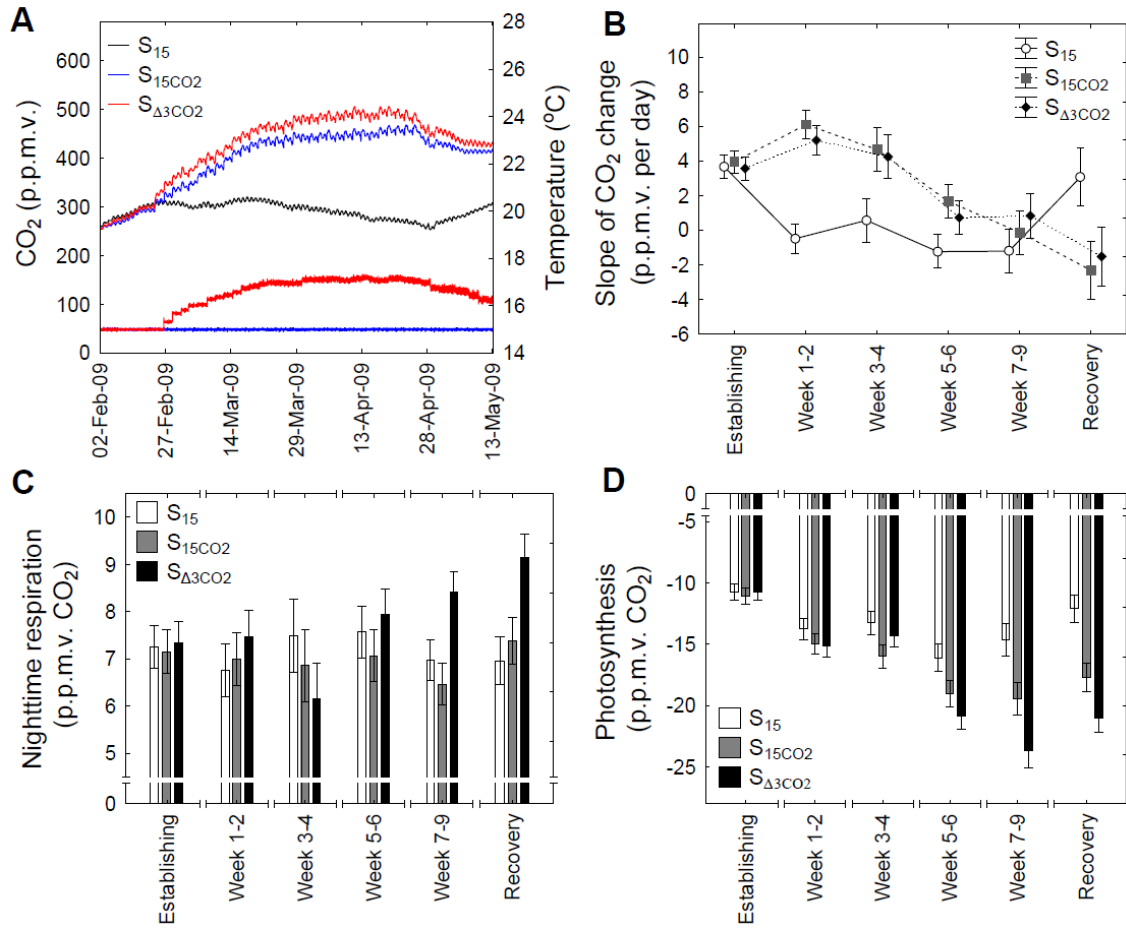 A
S15
S15CO2
SΔ3CO2
CO2 (p.p.m.v.)
600
500
400
300
200
100
0
Temperature (ºC)
28
26
24
22
20
18
16
14
02-Feb-09
27-Feb-09
14-Mar-09
29-Mar-09
13-Apr-09
28-Apr-09
13-May-09
B
S15
S15CO2
SΔ3CO2
Slope of CO2 change
(p.p.m.v. per day)
10
8
6
4
2
0
-2
-4
-6
Establishing
Week 1-2
Week 3-4
Week 5-6
Week 7-9
Recovery
C
S15
S15CO2
SΔ3CO2
Nighttime respiration
(p.p.m.v. CO2)
10
9
8
7
6
5
0
Establishing
Week 1-2
Week 3-4
Week 5-6
Week 7-9
Recovery
D
Photosynthesis
(p.p.m.v. CO2)
0
-5
-10
-15
-20
-25
S15
S15CO2
SΔ3CO2
Establishing
Week 1-2
Week 3-4
Week 5-6
Week 7-9
Recovery